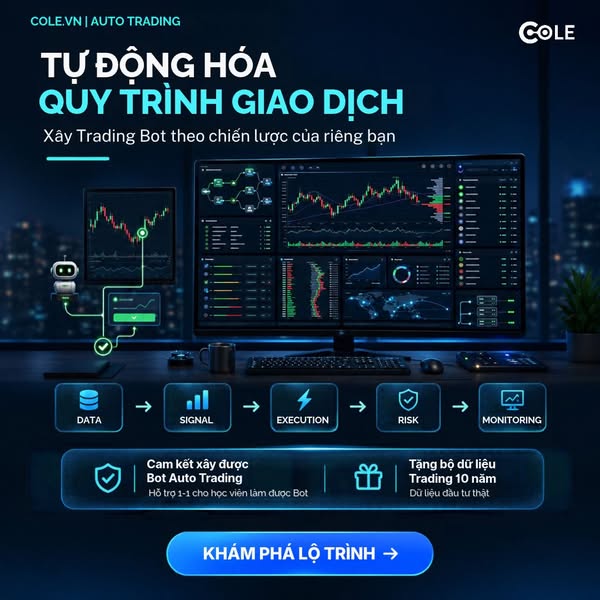 COLE.VN | AUTO TRADING
COLE
TỰ ĐỘNG HÓA
QUY TRÌNH GIAO DỊCH
Xây Trading Bot theo chiến lược của riêng bạn
DATA
SIGNAL
EXECUTION
RISK
MONITORING
Cam kết xây được
Bot Auto Trading
Hỗ trợ 1-1 cho học viên làm được Bot
Tặng bộ dữ liệu
Trading 10 năm
Dữ liệu đầu tư thật
KHÁM PHÁ LỘ TRÌNH